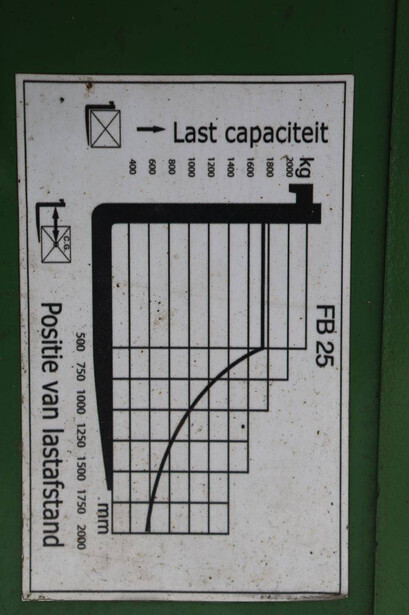 Last capaciteit
kg
400 600 800 1000 1200 1400 1600 1800 2000
FB 25
C.G.
500 750 1000 1250 1500 1750 2000
mm
Positie van lastafstand